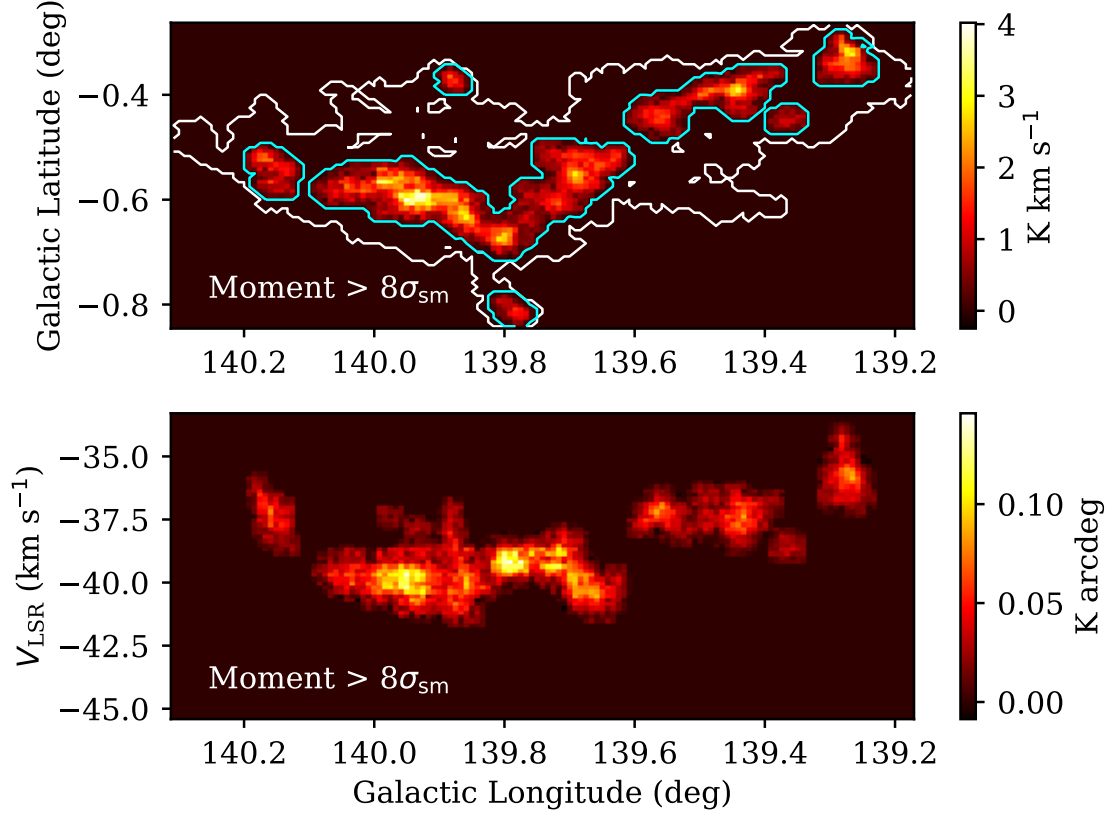 Galactic Latitude (deg)
−0.4
−0.6
−0.8
Moment > 8σsm
140.2 140.0 139.8 139.6 139.4 139.2
4
3
2
1
0
K km s⁻¹
VLSR (km s⁻¹)
−35.0
−37.5
−40.0
−42.5
−45.0
Moment > 8σsm
140.2 140.0 139.8 139.6 139.4 139.2
Galactic Longitude (deg)
0.10
0.05
0.00
K arcdeg